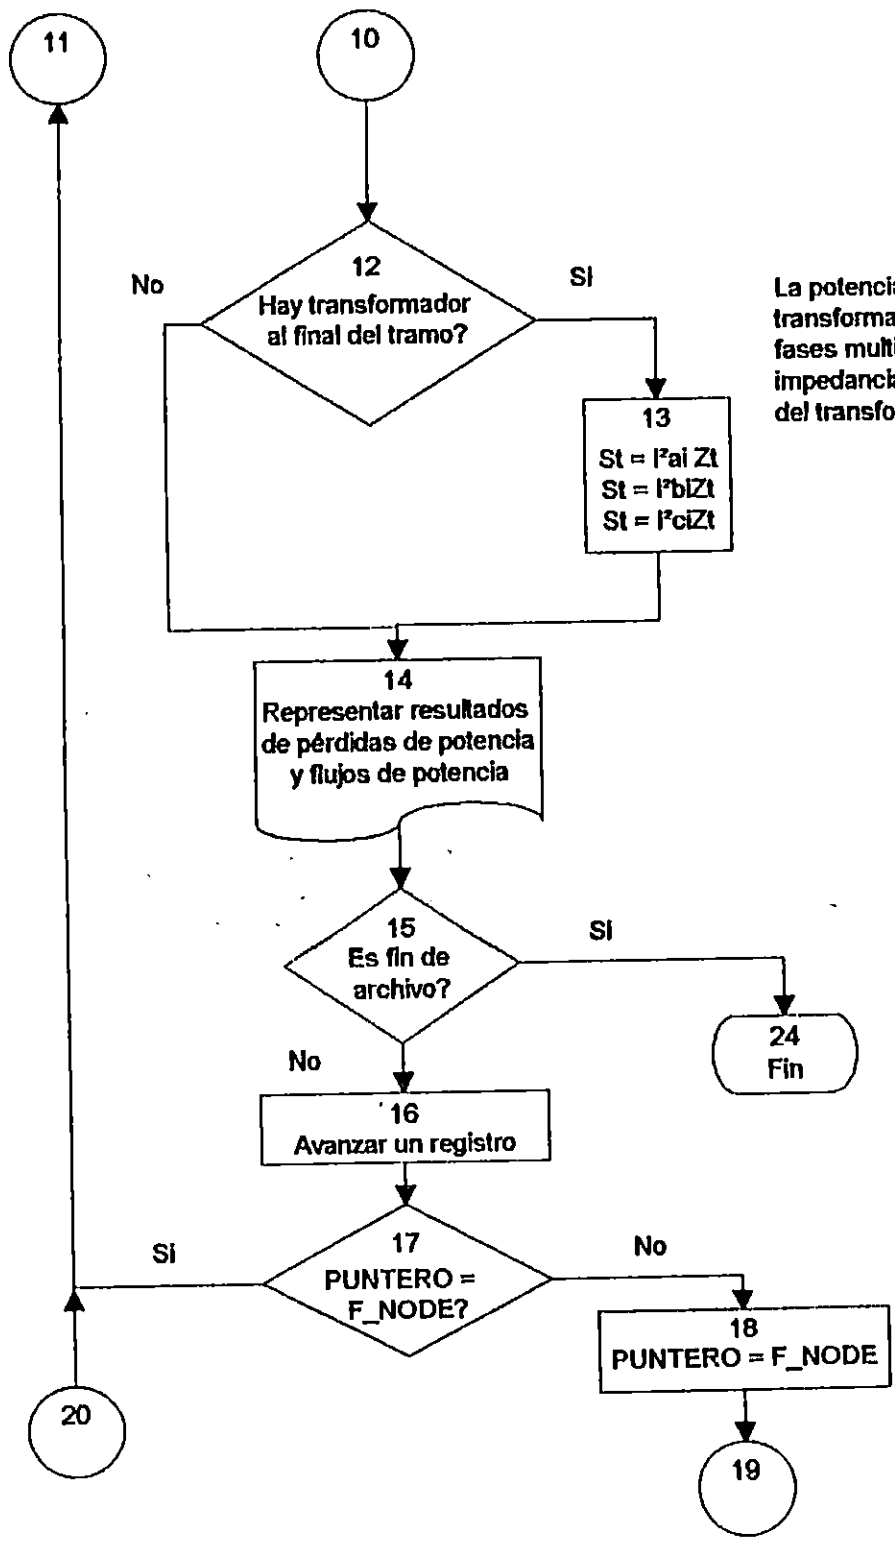 11
10
12
Hay transformador
al final del tramo?
No
Si
La potencia
transforma
fases multi
impedancia
del transfo
13
St = I²ai Zt
St = I²biZt
St = I²ciZt
14
Representar resultados
de pérdidas de potencia
y flujos de potencia
15
Es fin de
archivo?
Si
No
24
Fin
16
Avanzar un registro
17
PUNTERO =
F_NODE?
Si
No
18
PUNTERO = F_NODE
20
19